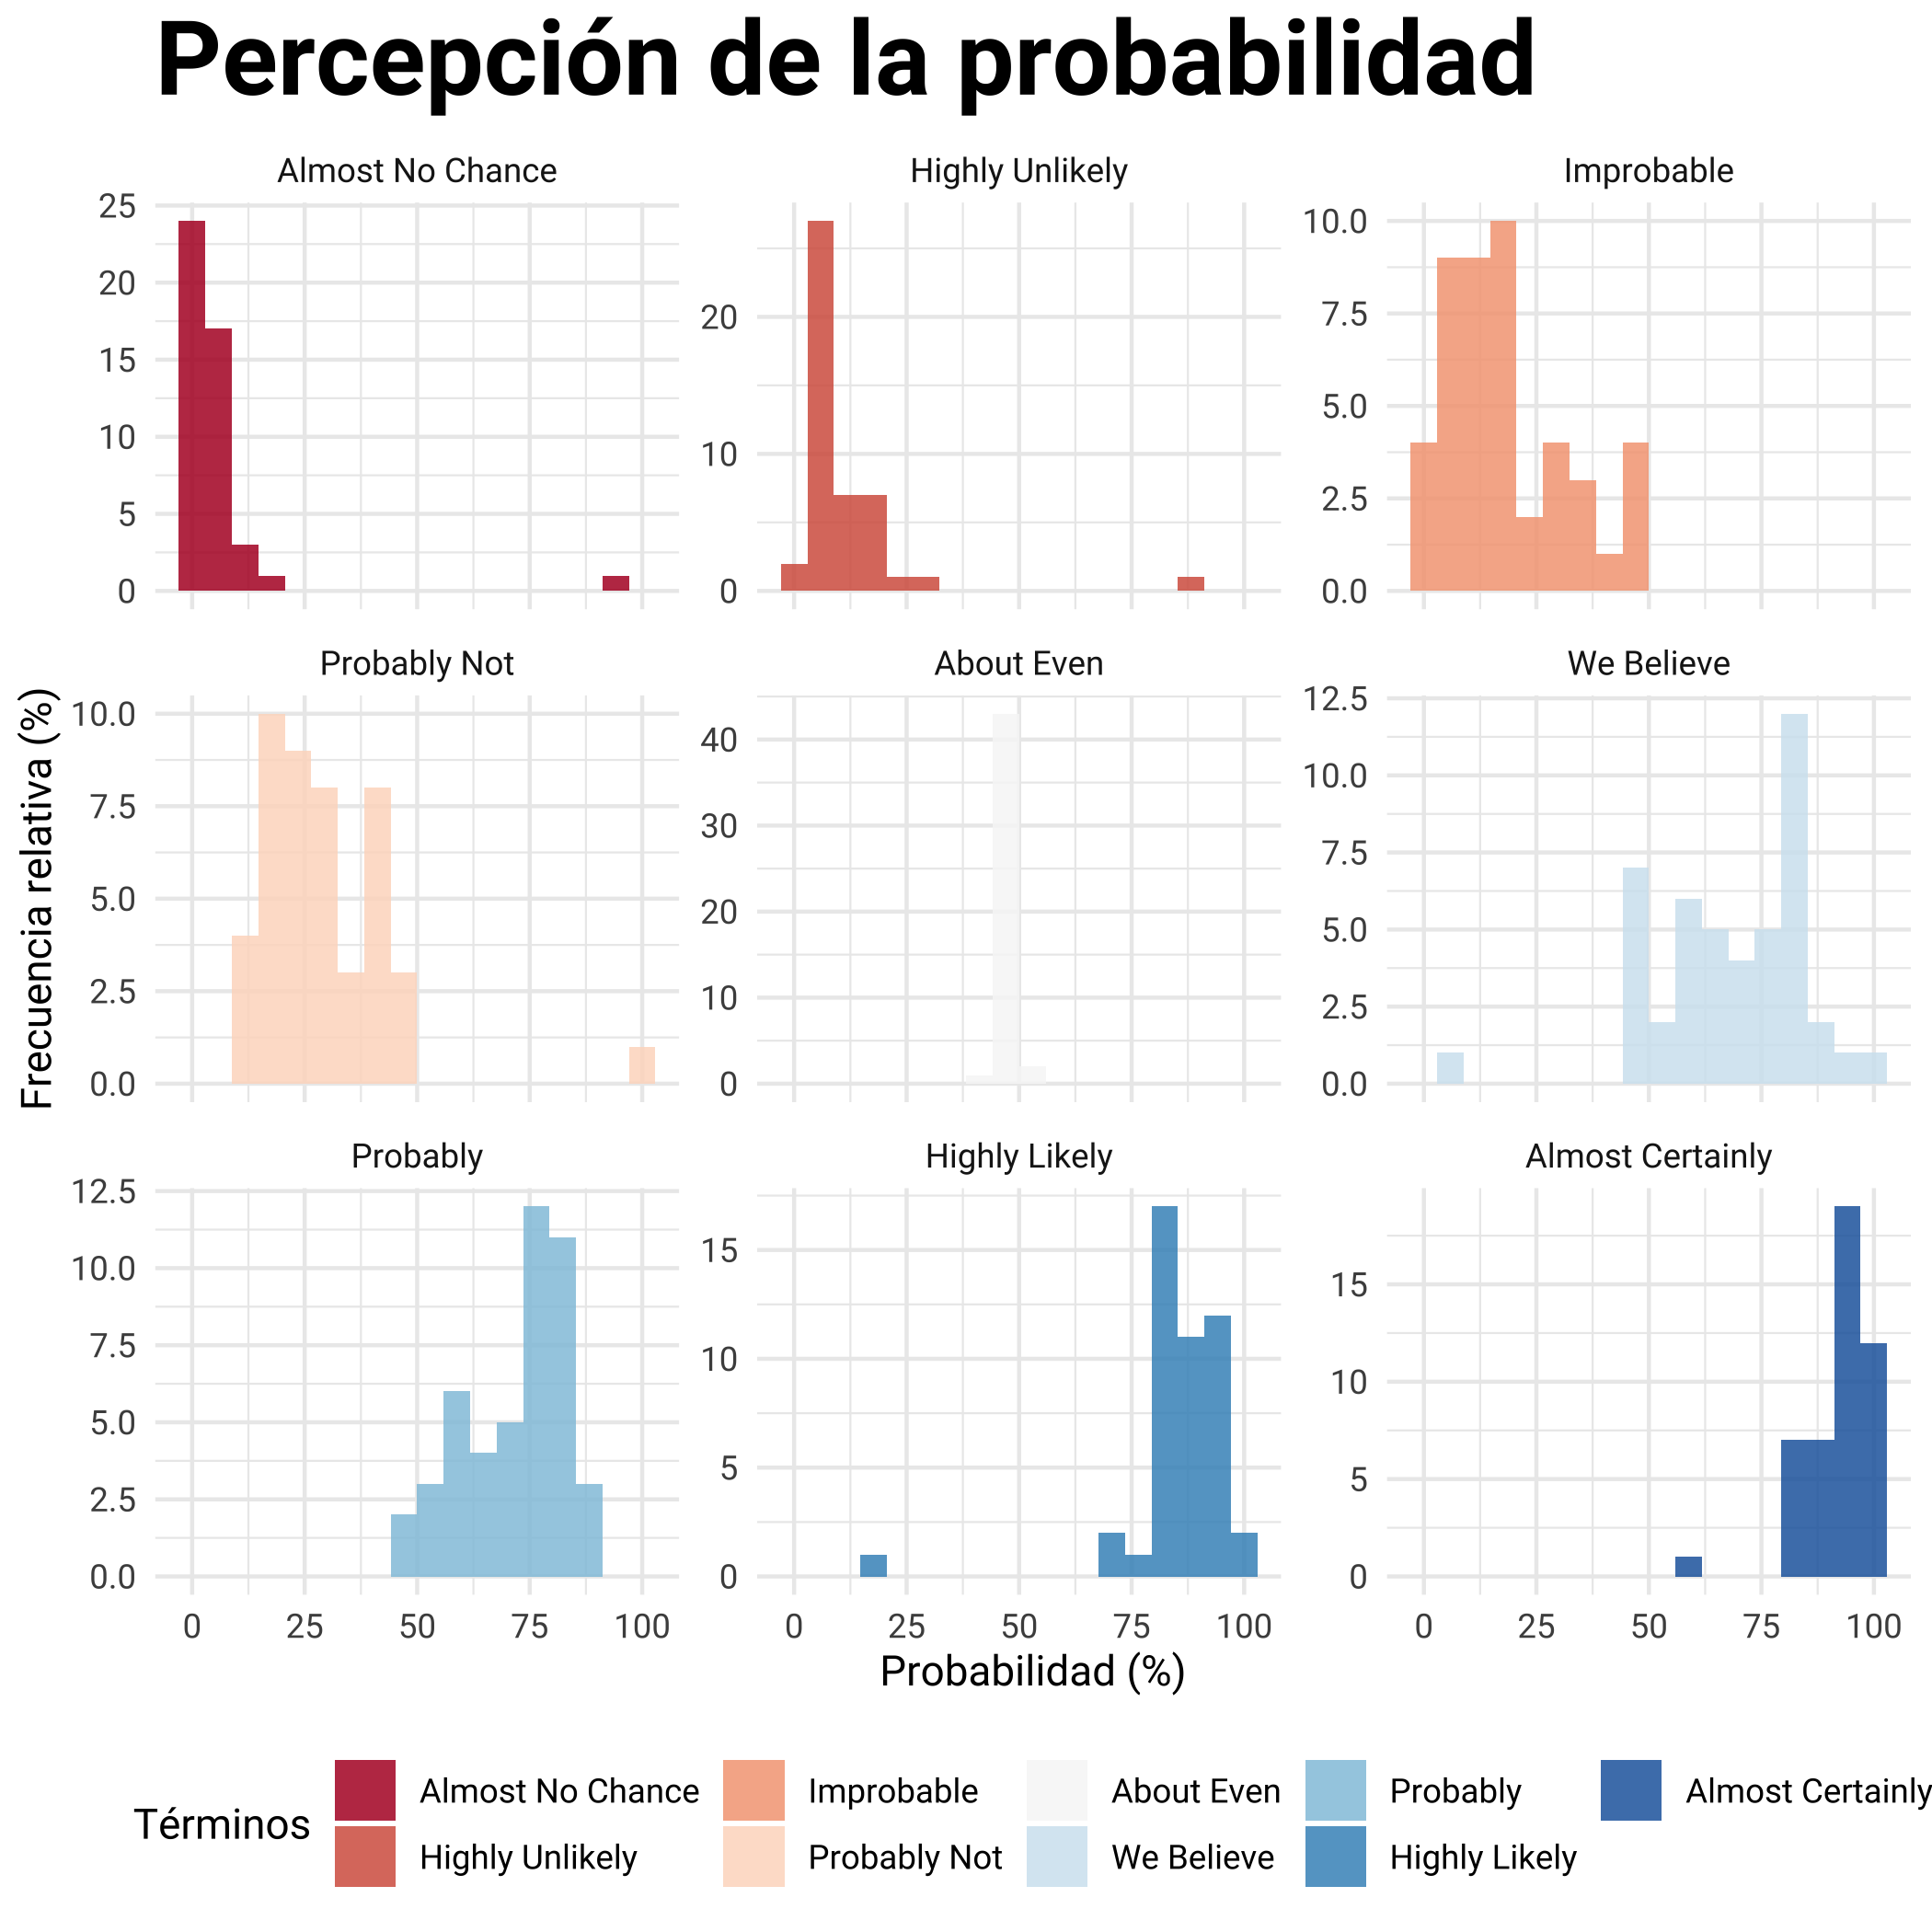 Percepción de la probabilidad
Almost No Chance
Highly Unlikely
Improbable
25
20
15
10
5
0
20
10
0
10.0
7.5
5.0
2.5
0.0
Probably Not
About Even
We Believe
Frecuencia relativa (%)
10.0
7.5
5.0
2.5
0.0
40
30
20
10
0
12.5
10.0
7.5
5.0
2.5
0.0
Probably
Highly Likely
Almost Certainly
12.5
10.0
7.5
5.0
2.5
0.0
15
10
5
0
15
10
5
0
0 25 50 75 100
0 25 50 75 100
0 25 50 75 100
Probabilidad (%)
Términos
Almost No Chance
Highly Unlikely
Improbable
Probably Not
About Even
We Believe
Probably
Highly Likely
Almost Certainly